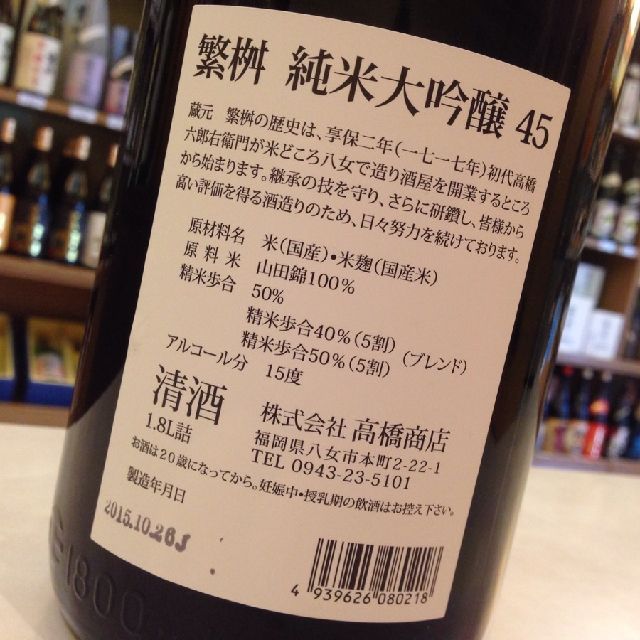 繁桝 純米大吟醸 45
蔵元 繁桝の歴史は、享保二年(一七一七年)初代高橋
六郎右衛門が米どころ八女で造り酒屋を開業するところ
から始まります。継承の技を守り、さらに研鑽し、皆様から
高い評価を得る酒造りのため、日々努力を続けております。
原材料名 米(国産)・米麹(国産米)
原料米 山田錦100%
精米歩合 50%
精米歩合40%(5割)
精米歩合50%(5割)
(ブレンド)
アルコール分 15度
清酒
1.8L詰
株式会社 高橋商店
福岡県八女市本町2-22-1
TEL 0943-23-5101
お酒は20歳になってから。妊娠中・授乳期の飲酒はお控え下さい。
製造年月日
2015.10.26J
4 939626 080218
1800